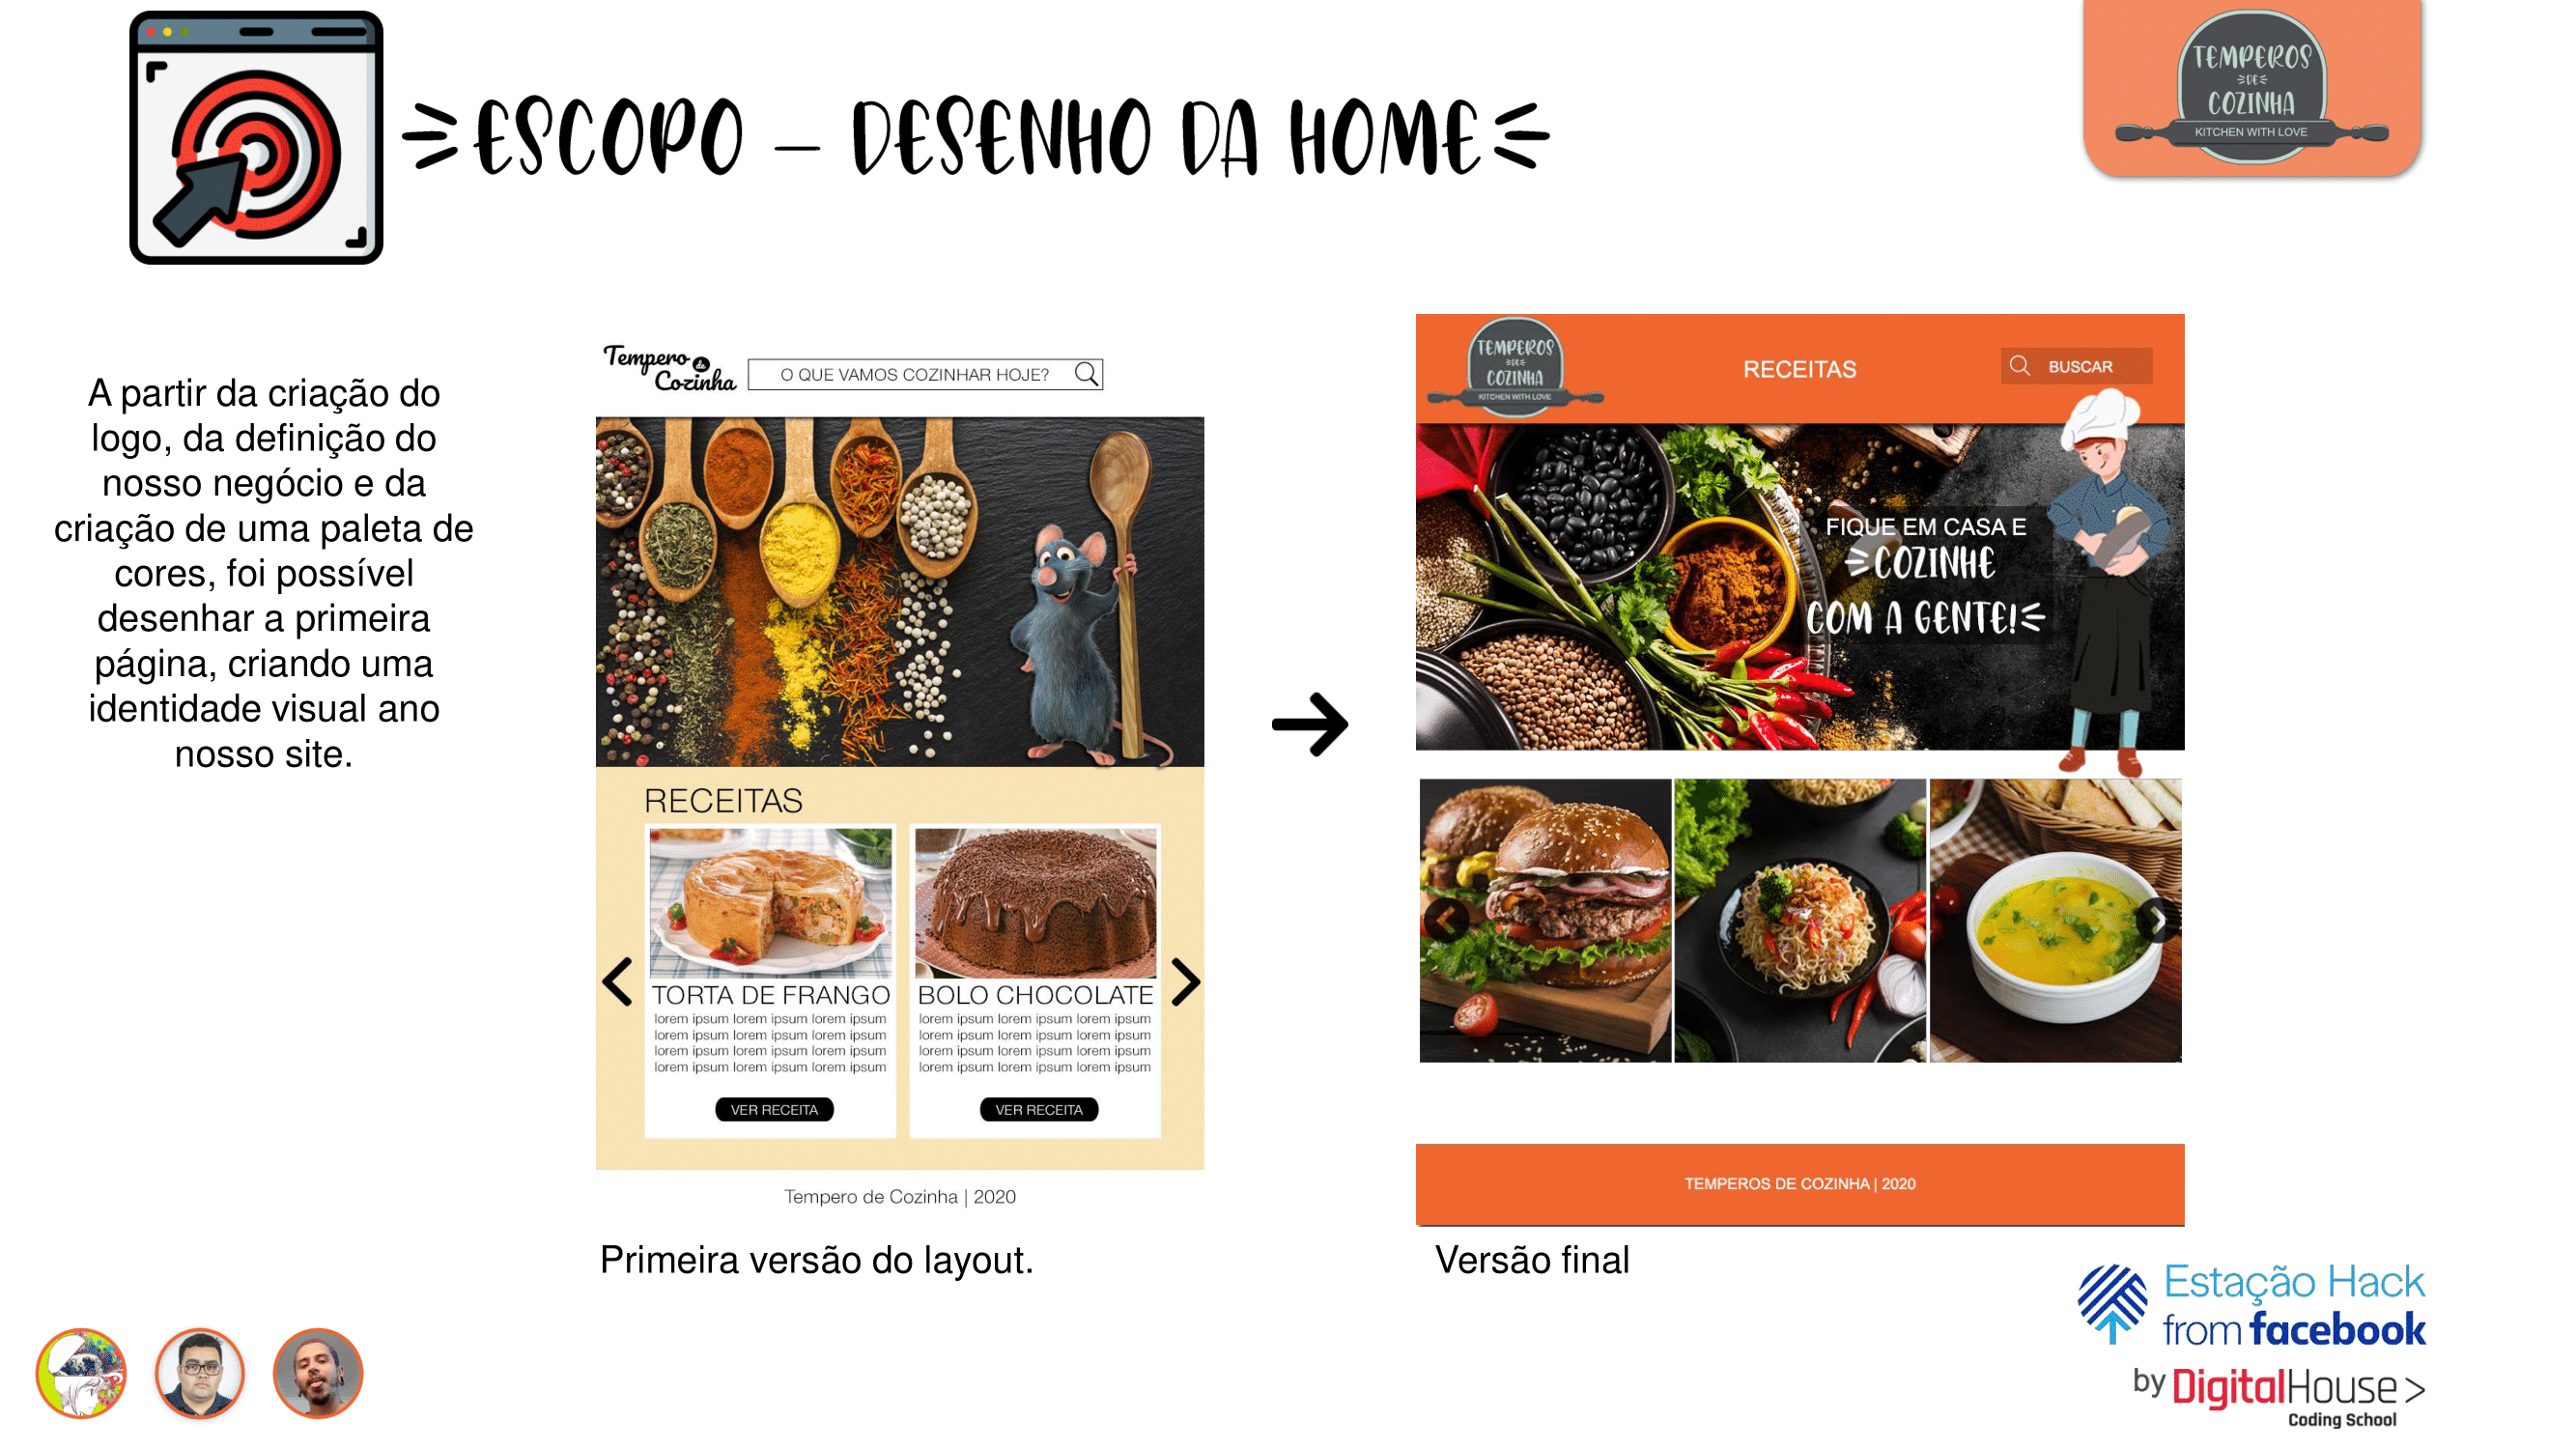 ESCOPO – DESENHO DA HOME
TEMPEROS
DE
COZINHA
KITCHEN WITH LOVE
A partir da criação do
logo, da definição do
nosso negócio e da
criação de uma paleta de
cores, foi possível
desenhar a primeira
página, criando uma
identidade visual ano
nosso site.
Tempero de
Cozinha
O QUE VAMOS COZINHAR HOJE?
RECEITAS
TORTA DE FRANGO
lorem ipsum lorem ipsum lorem ipsum
lorem ipsum lorem ipsum lorem ipsum
lorem ipsum lorem ipsum lorem ipsum
lorem ipsum lorem ipsum lorem ipsum
VER RECEITA
BOLO CHOCOLATE
lorem ipsum lorem ipsum lorem ipsum
lorem ipsum lorem ipsum lorem ipsum
lorem ipsum lorem ipsum lorem ipsum
lorem ipsum lorem ipsum lorem ipsum
VER RECEITA
Tempero de Cozinha | 2020
Primeira versão do layout.
TEMPEROS
DE
COZINHA
KITCHEN WITH LOVE
RECEITAS
BUSCAR
FIQUE EM CASA E
COZINHE
COM A GENTE!
TEMPEROS DE COZINHA | 2020
Versão final
Estação Hack
from facebook
by DigitalHouse >
Coding School